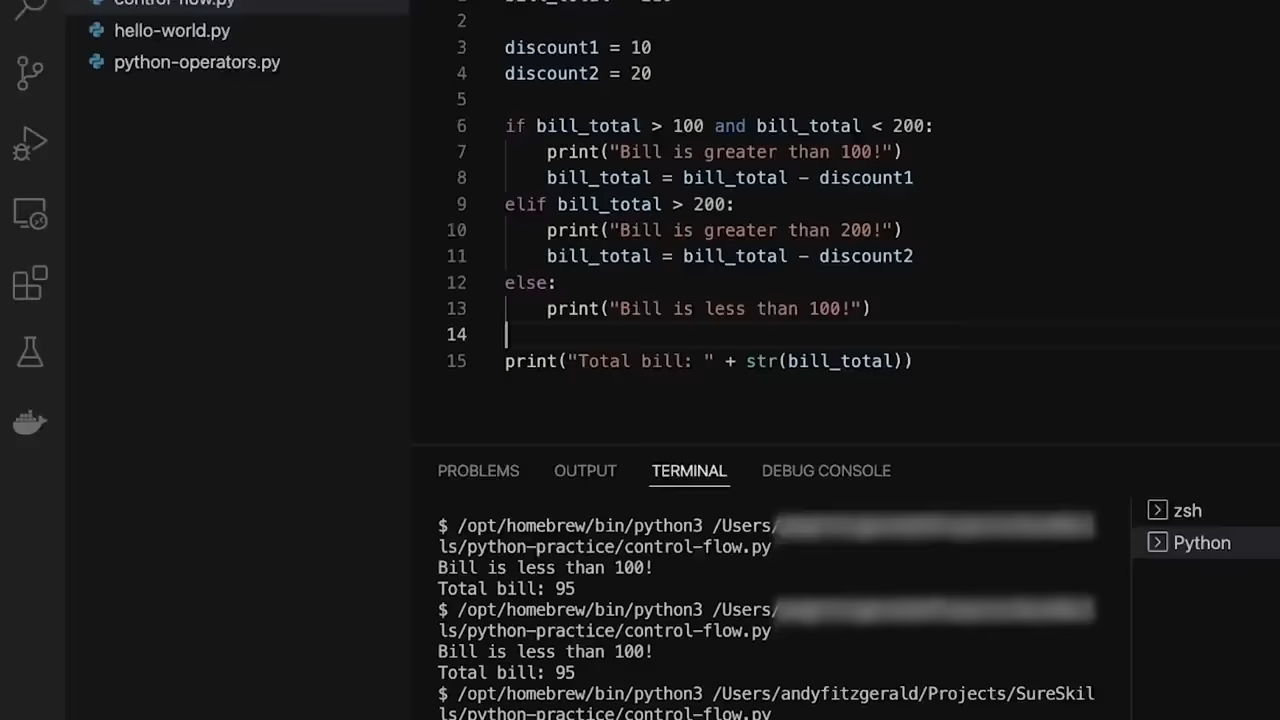 control-flow.py
hello-world.py
python-operators.py
2
3 discount1 = 10
4 discount2 = 20
5
6 if bill_total > 100 and bill_total < 200:
7 print("Bill is greater than 100!")
8 bill_total = bill_total - discount1
9 elif bill_total > 200:
10 print("Bill is greater than 200!")
11 bill_total = bill_total - discount2
12 else:
13 print("Bill is less than 100!")
14
15 print("Total bill: " + str(bill_total))
PROBLEMS OUTPUT TERMINAL DEBUG CONSOLE
$ /opt/homebrew/bin/python3 /Users/
ls/python-practice/control-flow.py
Bill is less than 100!
Total bill: 95
$ /opt/homebrew/bin/python3 /Users/
ls/python-practice/control-flow.py
Bill is less than 100!
Total bill: 95
$ /opt/homebrew/bin/python3 /Users/andyfitzgerald/Projects/SureSkil
ls/python-practice/control-flow.py
zsh
Python